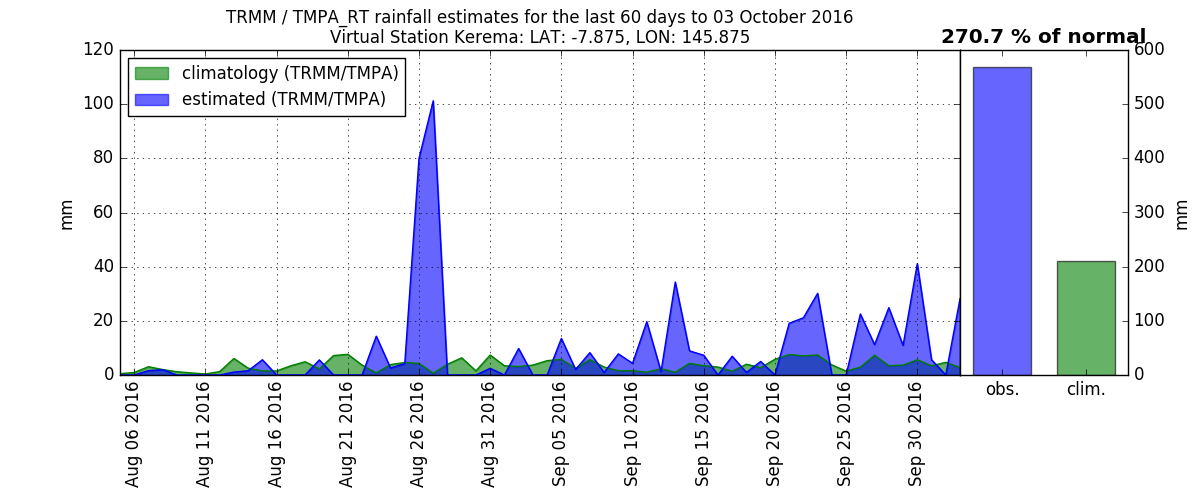 TRMM / TMPA_RT rainfall estimates for the last 60 days to 03 October 2016
Virtual Station Kerema: LAT: -7.875, LON: 145.875
270.7 % of normal
climatology (TRMM/TMPA)
estimated (TRMM/TMPA)
120
100
80
60
40
20
0
mm
600
500
400
300
200
100
0
mm
Aug 06 2016
Aug 11 2016
Aug 16 2016
Aug 21 2016
Aug 26 2016
Aug 31 2016
Sep 05 2016
Sep 10 2016
Sep 15 2016
Sep 20 2016
Sep 25 2016
Sep 30 2016
obs.
clim.